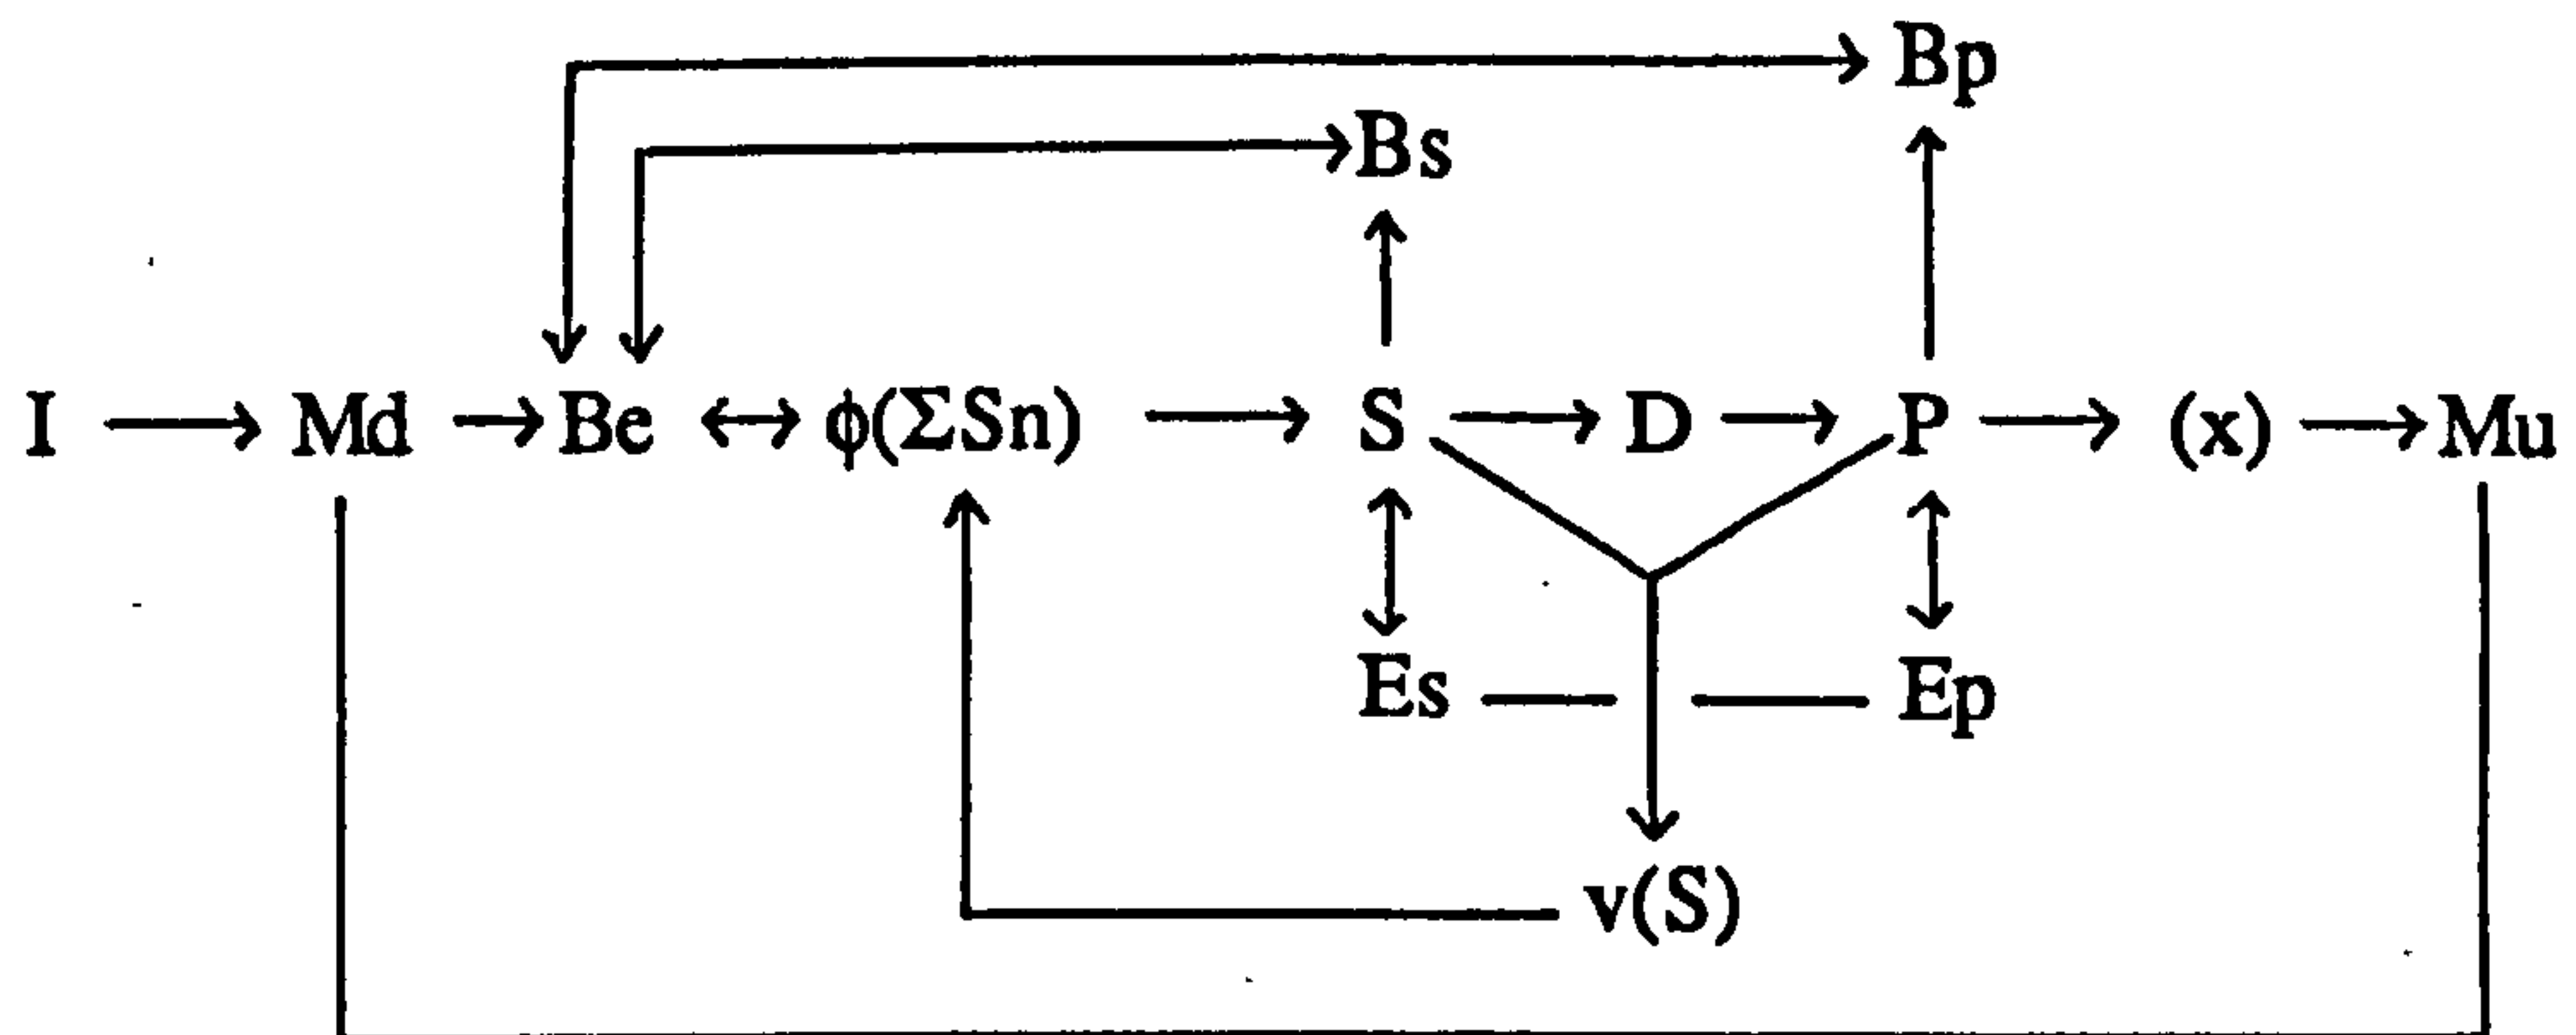 Bp
Bs
I → Md → Be ↔ ϕ(ΣSn) → S → D → P → (x) → Mu
Es — — Ep
v(S)